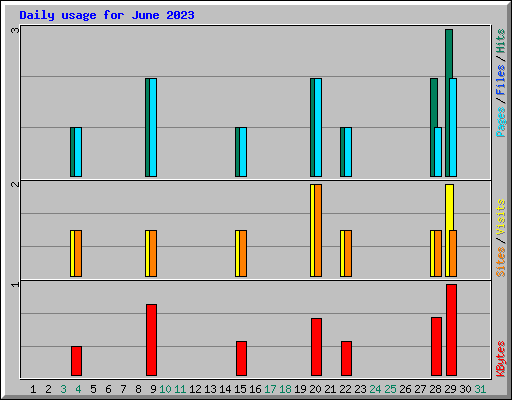 Daily usage for June 2023
3
Pages/Files/Hits
2
Sites/Visits
1
KBytes
1 2 3 4 5 6 7 8 9 10 11 12 13 14 15 16 17 18 19 20 21 22 23 24 25 26 27 28 29 30 31